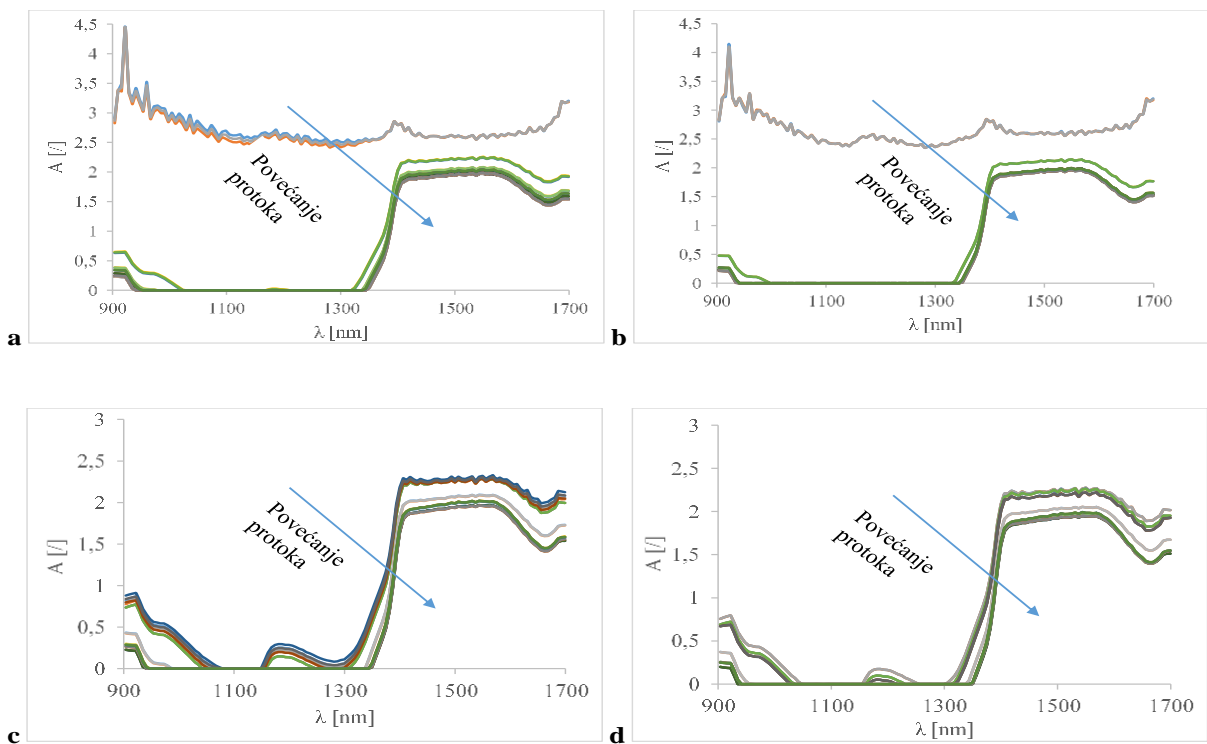 4,5
4
3,5
3
2,5
2
1,5
1
0,5
0
A [/]
Povećanje
protoka
900
1100
1300
1500
1700
λ [nm]
a
4,5
4
3,5
3
2,5
2
1,5
1
0,5
0
A [/]
Povećanje
protoka
900
1100
1300
1500
1700
λ [nm]
b
3
2,5
2
1,5
1
0,5
0
A [/]
Povećanje
protoka
900
1100
1300
1500
1700
λ [nm]
c
3
2,5
2
1,5
1
0,5
0
A [/]
Povećanje
protoka
900
1100
1300
1500
1700
λ [nm]
d